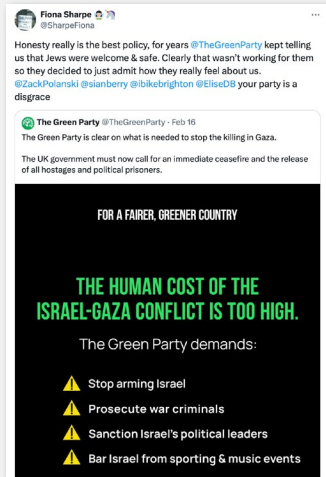 Fiona Sharpe
@SharpeFiona
Honesty really is the best policy, for years @TheGreenParty kept telling
us that Jews were welcome & safe. Clearly that wasn't working for them
so they decided to just admit how they really feel about us.
@ZackPolanski @sianberry @ibikebrighton @EliseDB your party is a
disgrace
The Green Party @TheGreenParty · Feb 16
The Green Party is clear on what is needed to stop the killing in Gaza.
The UK government must now call for an immediate ceasefire and the release
of all hostages and political prisoners.
FOR A FAIRER, GREENER COUNTRY
THE HUMAN COST OF THE
ISRAEL-GAZA CONFLICT IS TOO HIGH.
The Green Party demands:
Stop arming Israel
Prosecute war criminals
Sanction Israel's political leaders
Bar Israel from sporting & music events